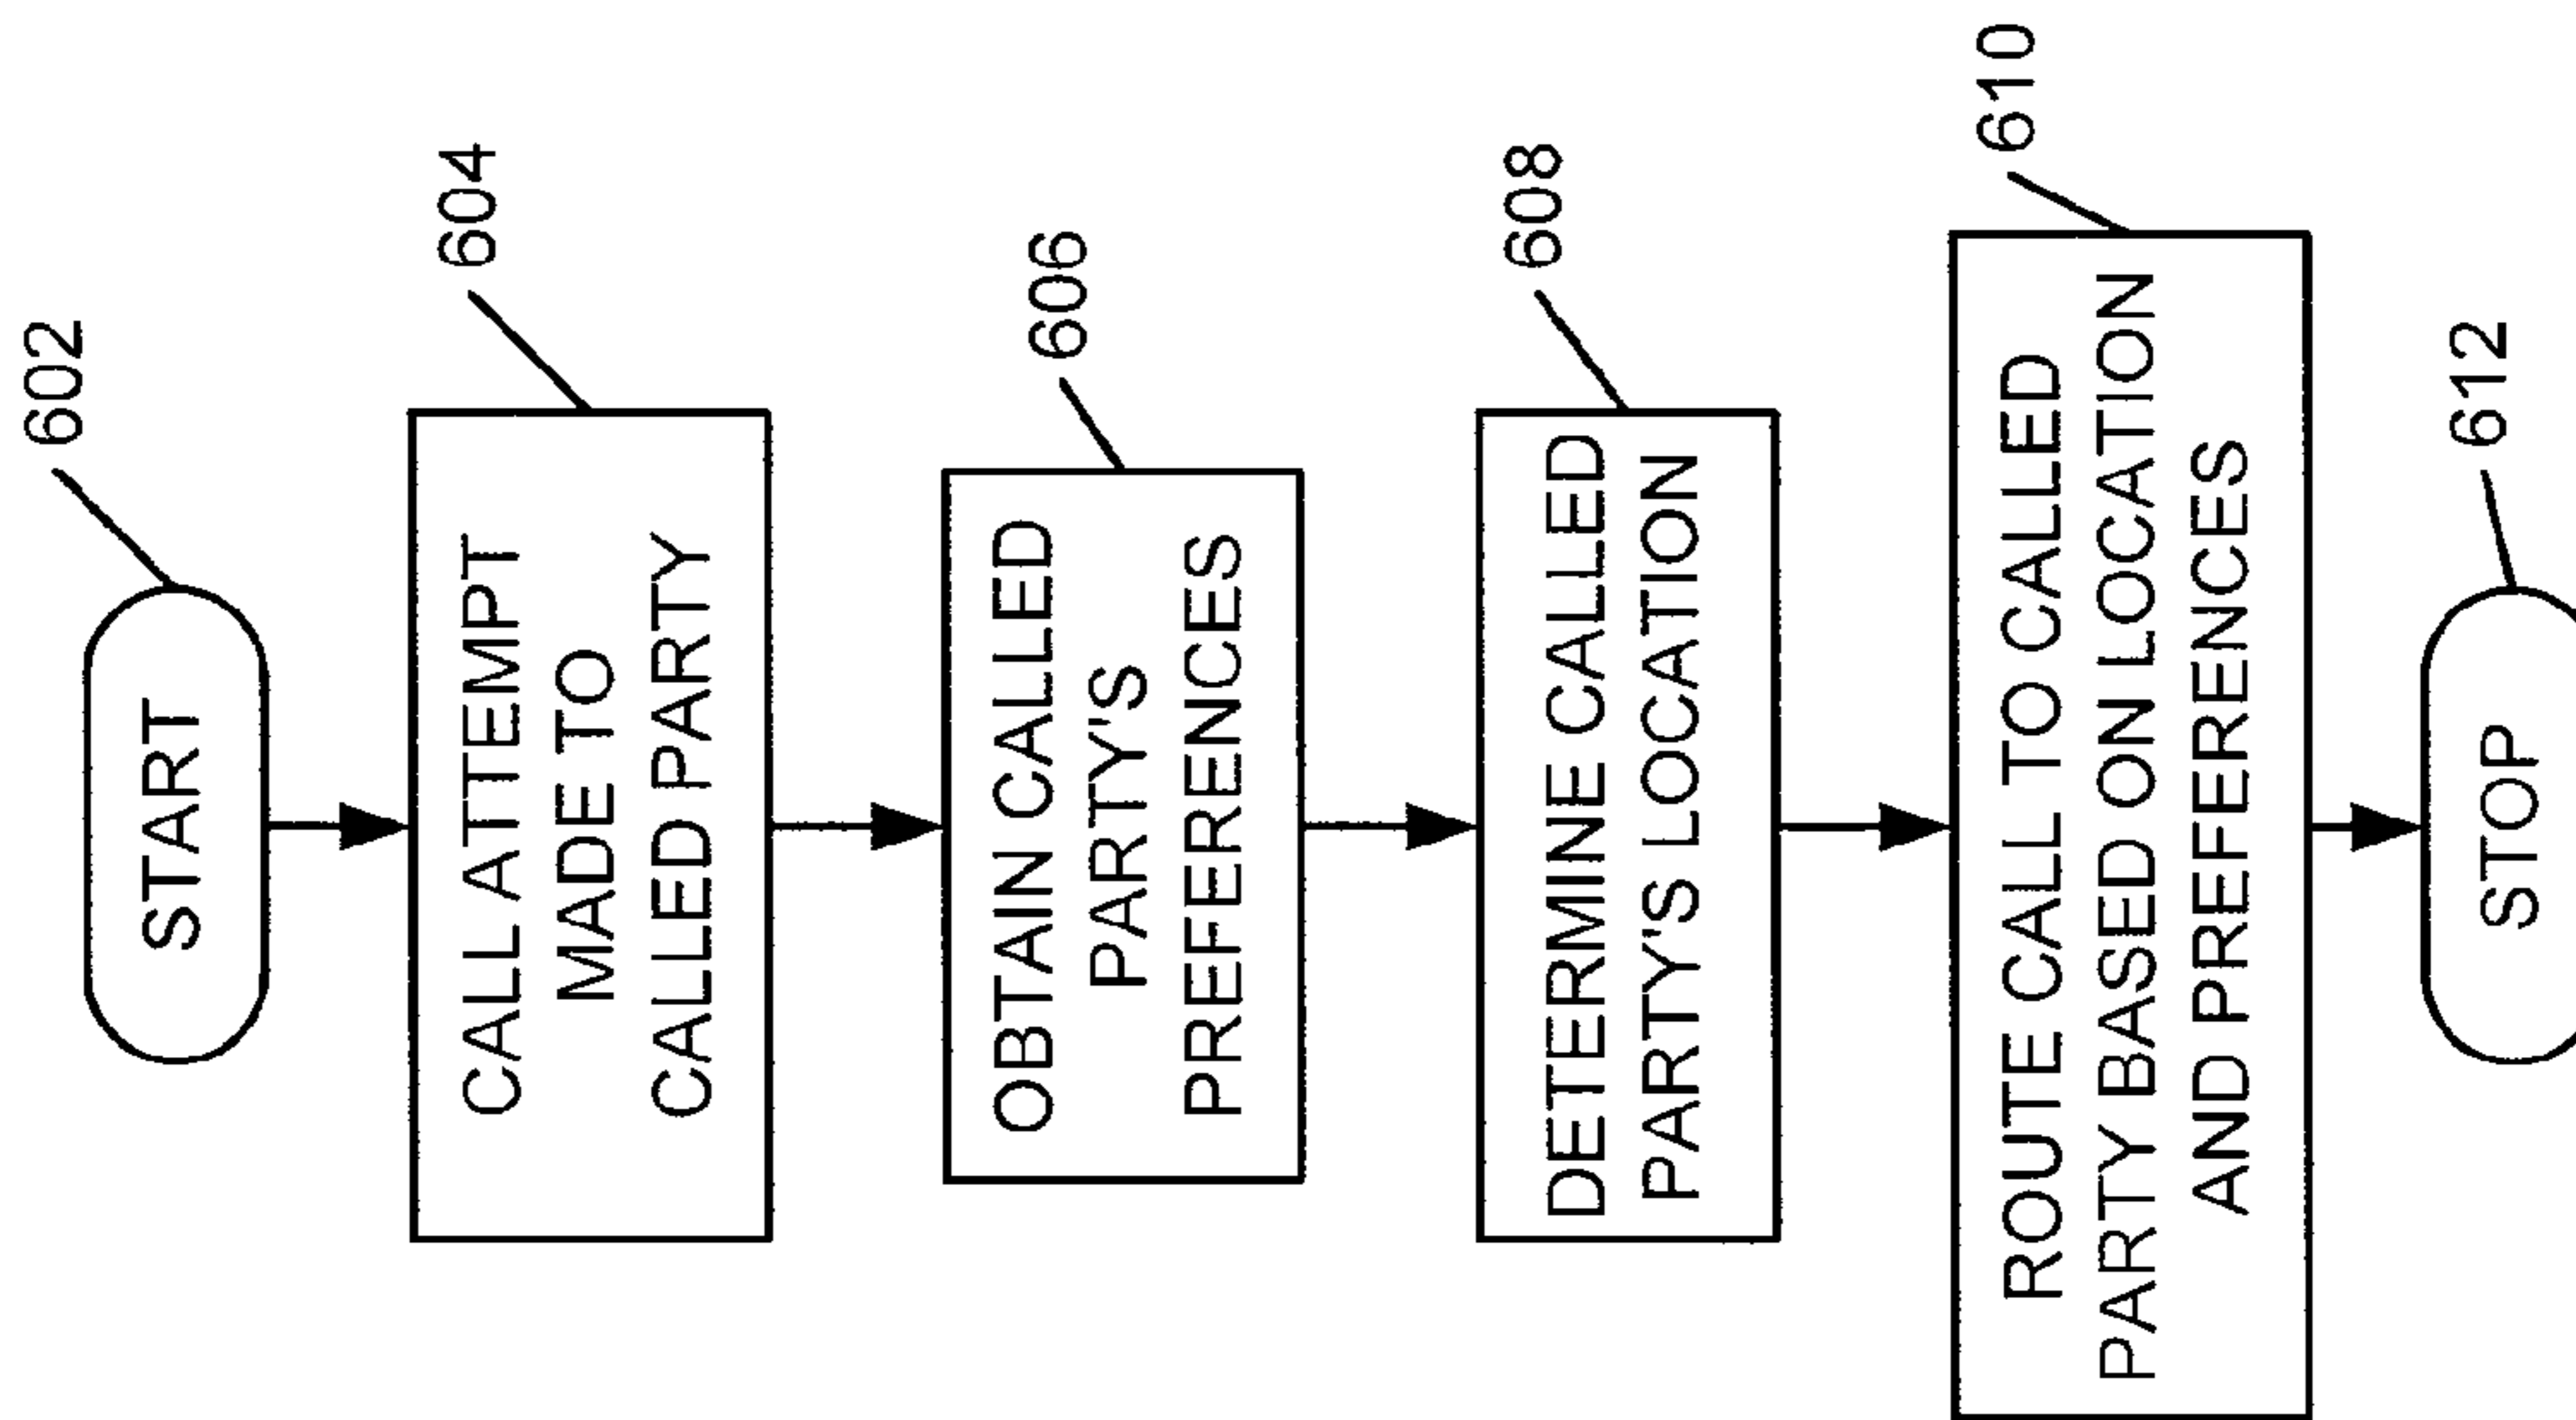 602
START
604
CALL ATTEMPT
MADE TO
CALLED PARTY
606
OBTAIN CALLED
PARTY'S
PREFERENCES
608
DETERMINE CALLED
PARTY'S LOCATION
610
ROUTE CALL TO CALLED
PARTY BASED ON LOCATION
AND PREFERENCES
612
STOP